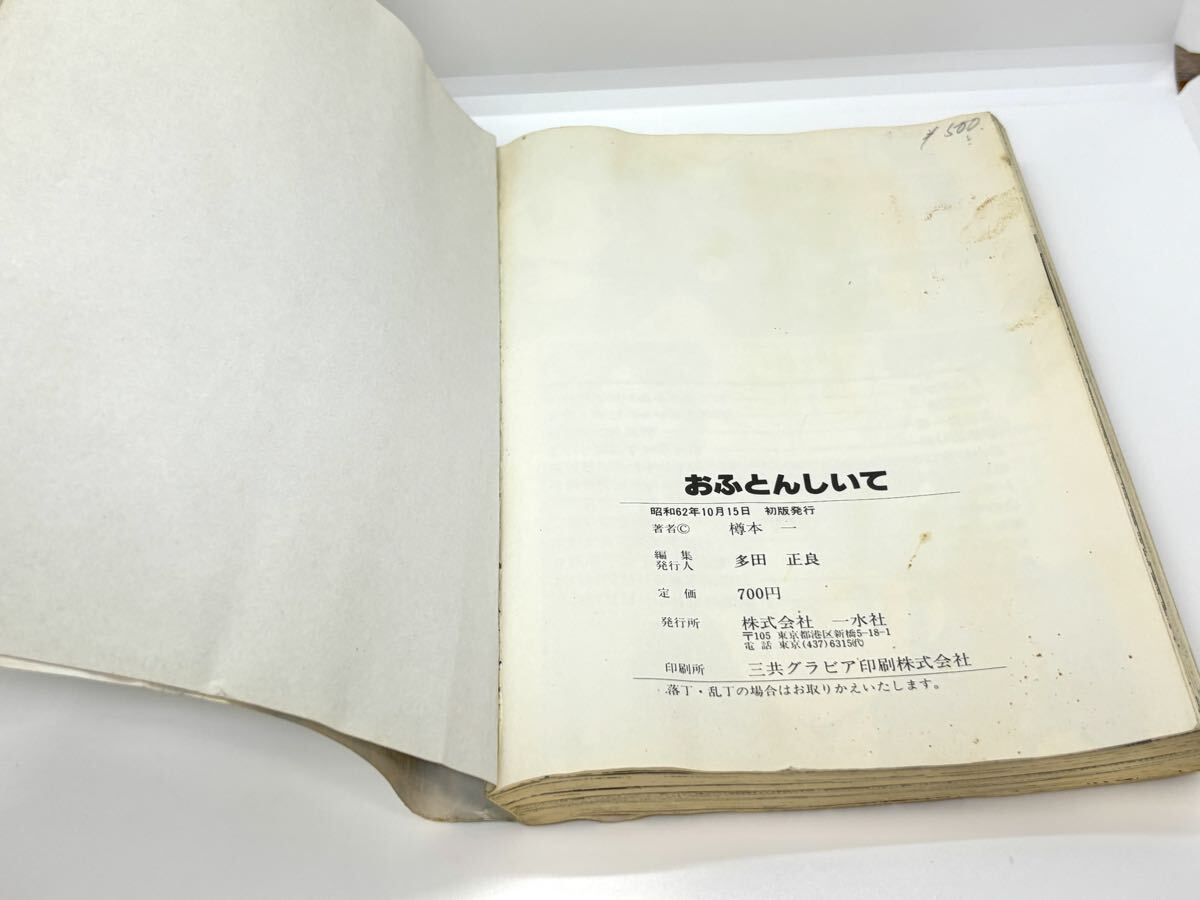 ¥500
おふとんしいて
昭和62年10月15日 初版発行
著者© 樽本 一
編集
発行人 多田 正良
定価 700円
発行所 株式会社 一水社
〒105 東京都港区新橋5-18-1
電話 東京(437)6315代
印刷所 三共グラビア印刷株式会社
落丁・乱丁の場合はお取りかえいたします。